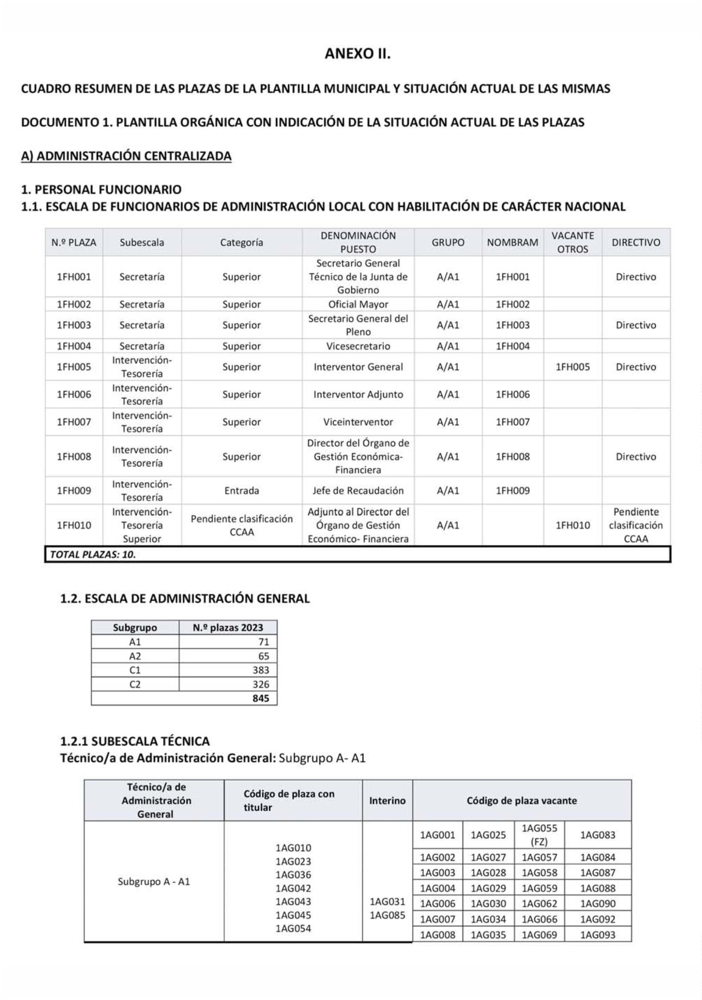 ANEXO II.
CUADRO RESUMEN DE LAS PLAZAS DE LA PLANTILLA MUNICIPAL Y SITUACIÓN ACTUAL DE LAS MISMAS
DOCUMENTO 1. PLANTILLA ORGÁNICA CON INDICACIÓN DE LA SITUACIÓN ACTUAL DE LAS PLAZAS
A) ADMINISTRACIÓN CENTRALIZADA
1. PERSONAL FUNCIONARIO
1.1. ESCALA DE FUNCIONARIOS DE ADMINISTRACIÓN LOCAL CON HABILITACIÓN DE CARÁCTER NACIONAL
N.º PLAZA Subescala Categoría DENOMINACIÓN PUESTO GRUPO NOMBRAM VACANTE OTROS DIRECTIVO
1FH001 Secretaría Superior Secretario General Técnico de la Junta de Gobierno A/A1 1FH001 Directivo
1FH002 Secretaría Superior Oficial Mayor A/A1 1FH002
1FH003 Secretaría Superior Secretario General del Pleno A/A1 1FH003 Directivo
1FH004 Secretaría Superior Vicesecretario A/A1 1FH004
1FH005 Intervención-Tesorería Superior Interventor General A/A1 1FH005 Directivo
1FH006 Intervención-Tesorería Superior Interventor Adjunto A/A1 1FH006
1FH007 Intervención-Tesorería Superior Viceinterventor A/A1 1FH007
1FH008 Intervención-Tesorería Superior Director del Órgano de Gestión Económica-Financiera A/A1 1FH008 Directivo
1FH009 Intervención-Tesorería Entrada Jefe de Recaudación A/A1 1FH009
1FH010 Intervención-Tesorería Superior Pendiente clasificación CCAA Adjunto al Director del Órgano de Gestión Económico- Financiera A/A1 1FH010 Pendiente clasificación CCAA
TOTAL PLAZAS: 10.
1.2. ESCALA DE ADMINISTRACIÓN GENERAL
Subgrupo N.º plazas 2023
A1 71
A2 65
C1 383
C2 326
845
1.2.1 SUBESCALA TÉCNICA
Técnico/a de Administración General: Subgrupo A- A1
Técnico/a de Administración General Código de plaza con titular Interino Código de plaza vacante
Subgrupo A - A1
1AG010
1AG023
1AG036
1AG042
1AG043
1AG045
1AG054
1AG031
1AG085
1AG001 1AG025 1AG055 (FZ) 1AG083
1AG002 1AG027 1AG057 1AG084
1AG003 1AG028 1AG058 1AG087
1AG004 1AG029 1AG059 1AG088
1AG006 1AG030 1AG062 1AG090
1AG007 1AG034 1AG066 1AG092
1AG008 1AG035 1AG069 1AG093